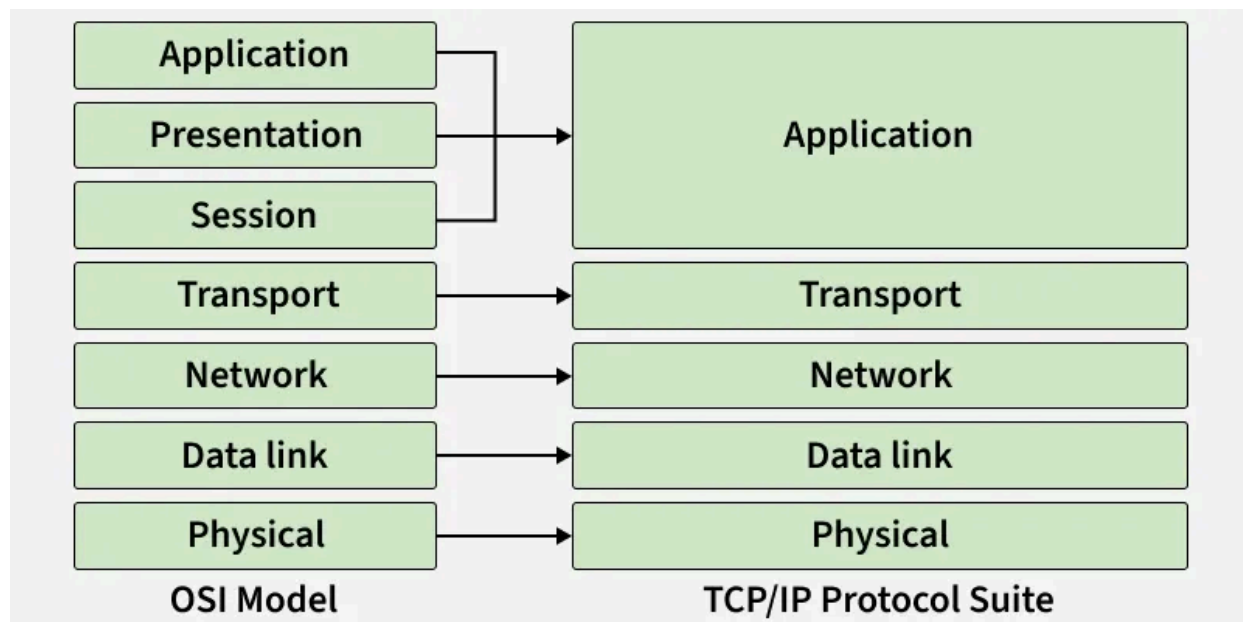 Application
Presentation
Session
Transport
Network
Data link
Physical
OSI Model
Application
Transport
Network
Data link
Physical
TCP/IP Protocol Suite